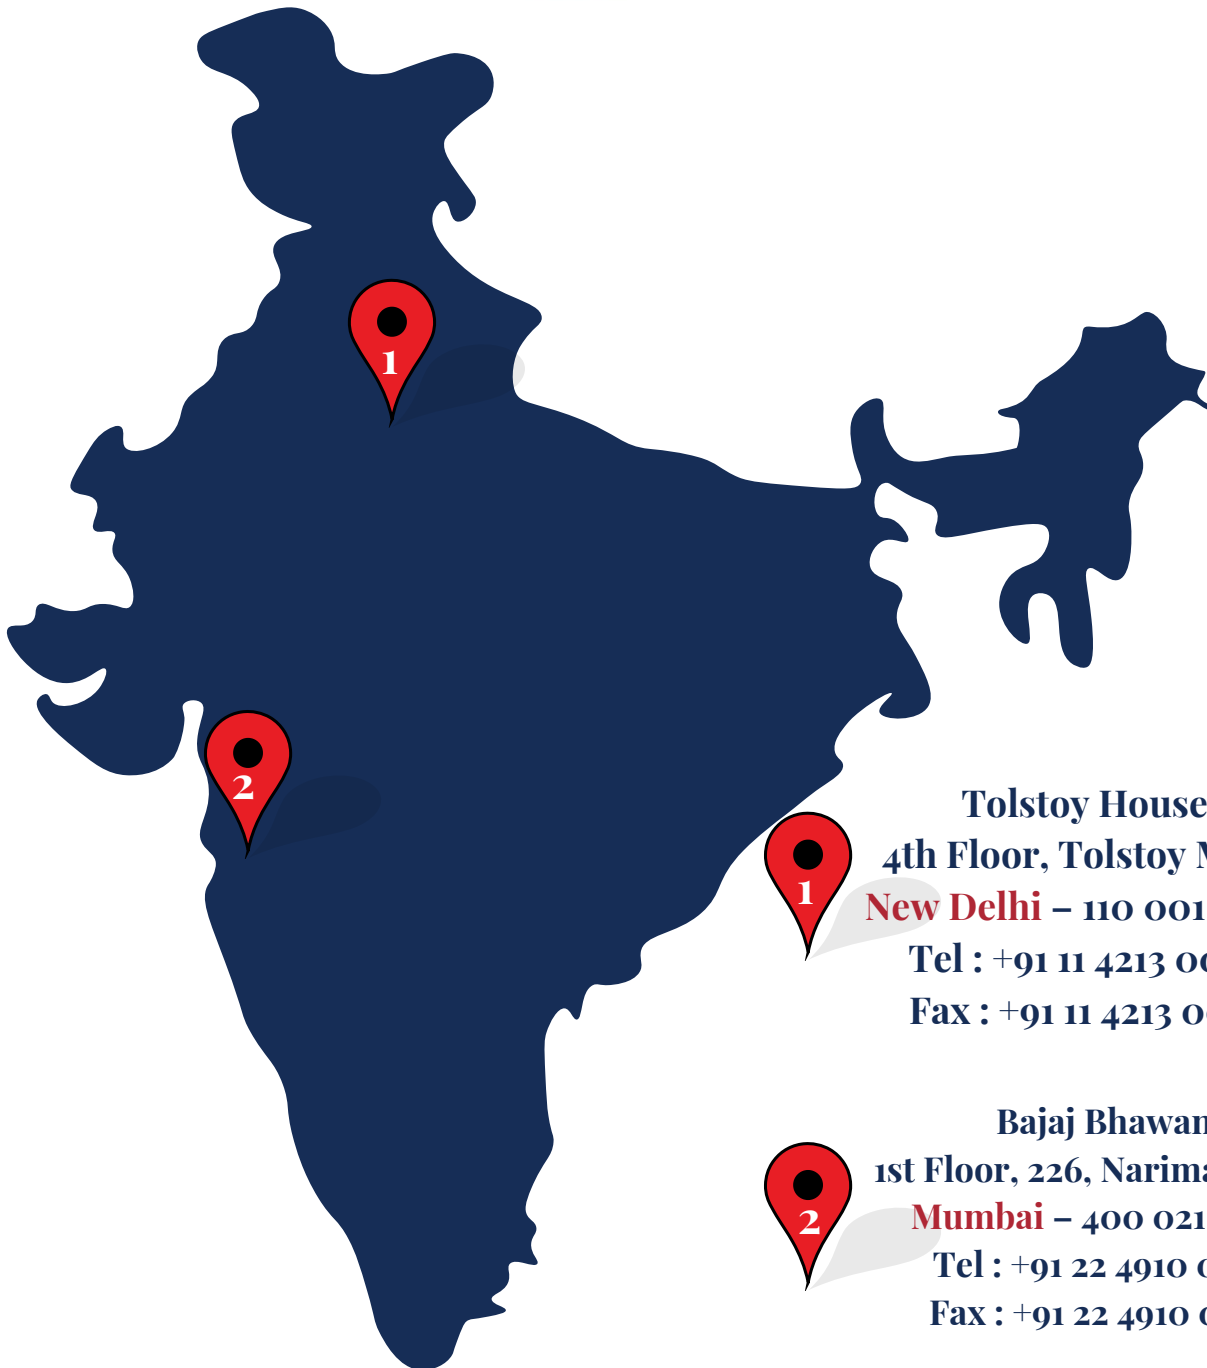 1
2
1
Tolstoy House
4th Floor, Tolstoy
New Delhi – 110 001
Tel : +91 11 4213
Fax : +91 11 4213
2
Bajaj Bhawan
1st Floor, 226,
Mumbai – 400 021
Tel : +91 22 4910
Fax : +91 22 4910